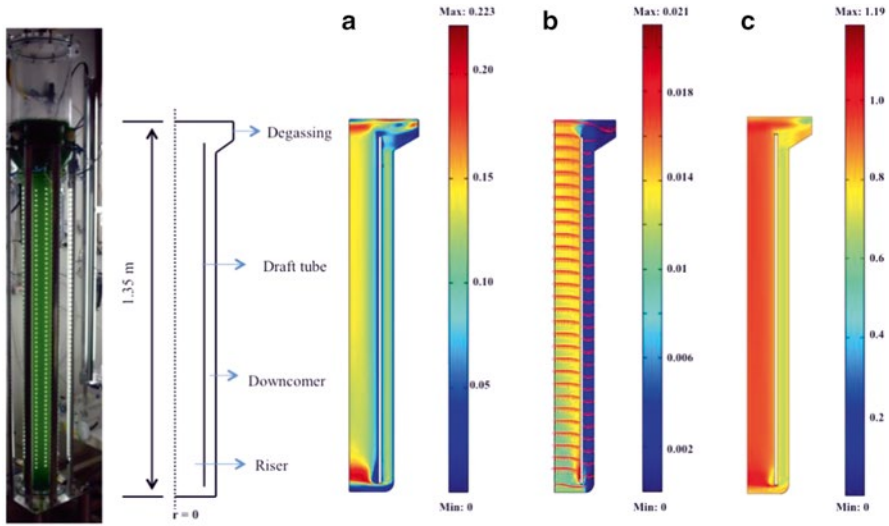 a
b
c
Max: 0.223
Max: 0.021
Max: 1.19
0.20
0.15
0.10
0.05
Min: 0
0.018
0.014
0.01
0.006
0.002
Min: 0
1.0
0.8
0.6
0.4
0.2
Min: 0
Degassing
Draft tube
1.35 m
Downcomer
Riser
r = 0